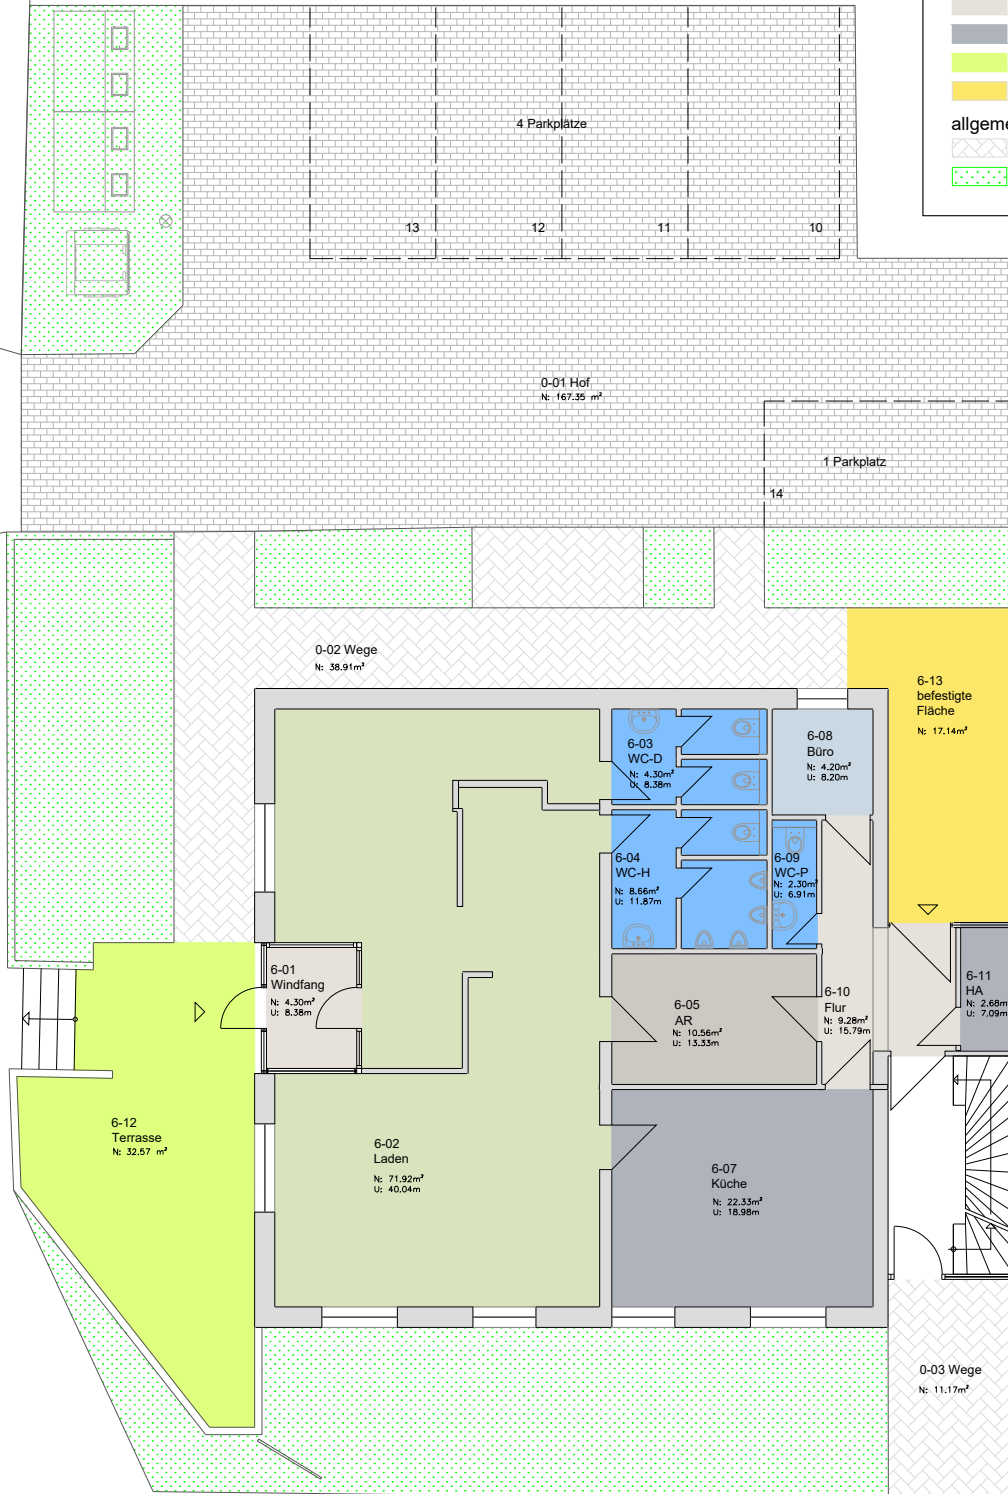 allgeme
4 Parkplätze
13
12
11
10
0-01 Hof
N: 167.35 m²
1 Parkplatz
14
0-02 Wege
N: 38.91m²
6-13
befestigte
Fläche
N: 17.14m²
6-03
WC-D
N: 4.30m²
U: 8.38m
6-08
Büro
N: 4.20m²
U: 8.20m
6-04
WC-H
N: 8.66m²
U: 11.87m
6-09
WC-P
N: 2.30m²
U: 6.91m
6-01
Windfang
N: 4.30m²
U: 8.38m
6-05
AR
N: 10.56m²
U: 13.33m
6-10
Flur
N: 9.28m²
U: 15.79m
6-11
HA
N: 2.68m²
U: 7.09m
6-12
Terrasse
N: 32.57 m²
6-02
Laden
N: 71.92m²
U: 40.04m
6-07
Küche
N: 22.33m²
U: 18.98m
0-03 Wege
N: 11.17m²